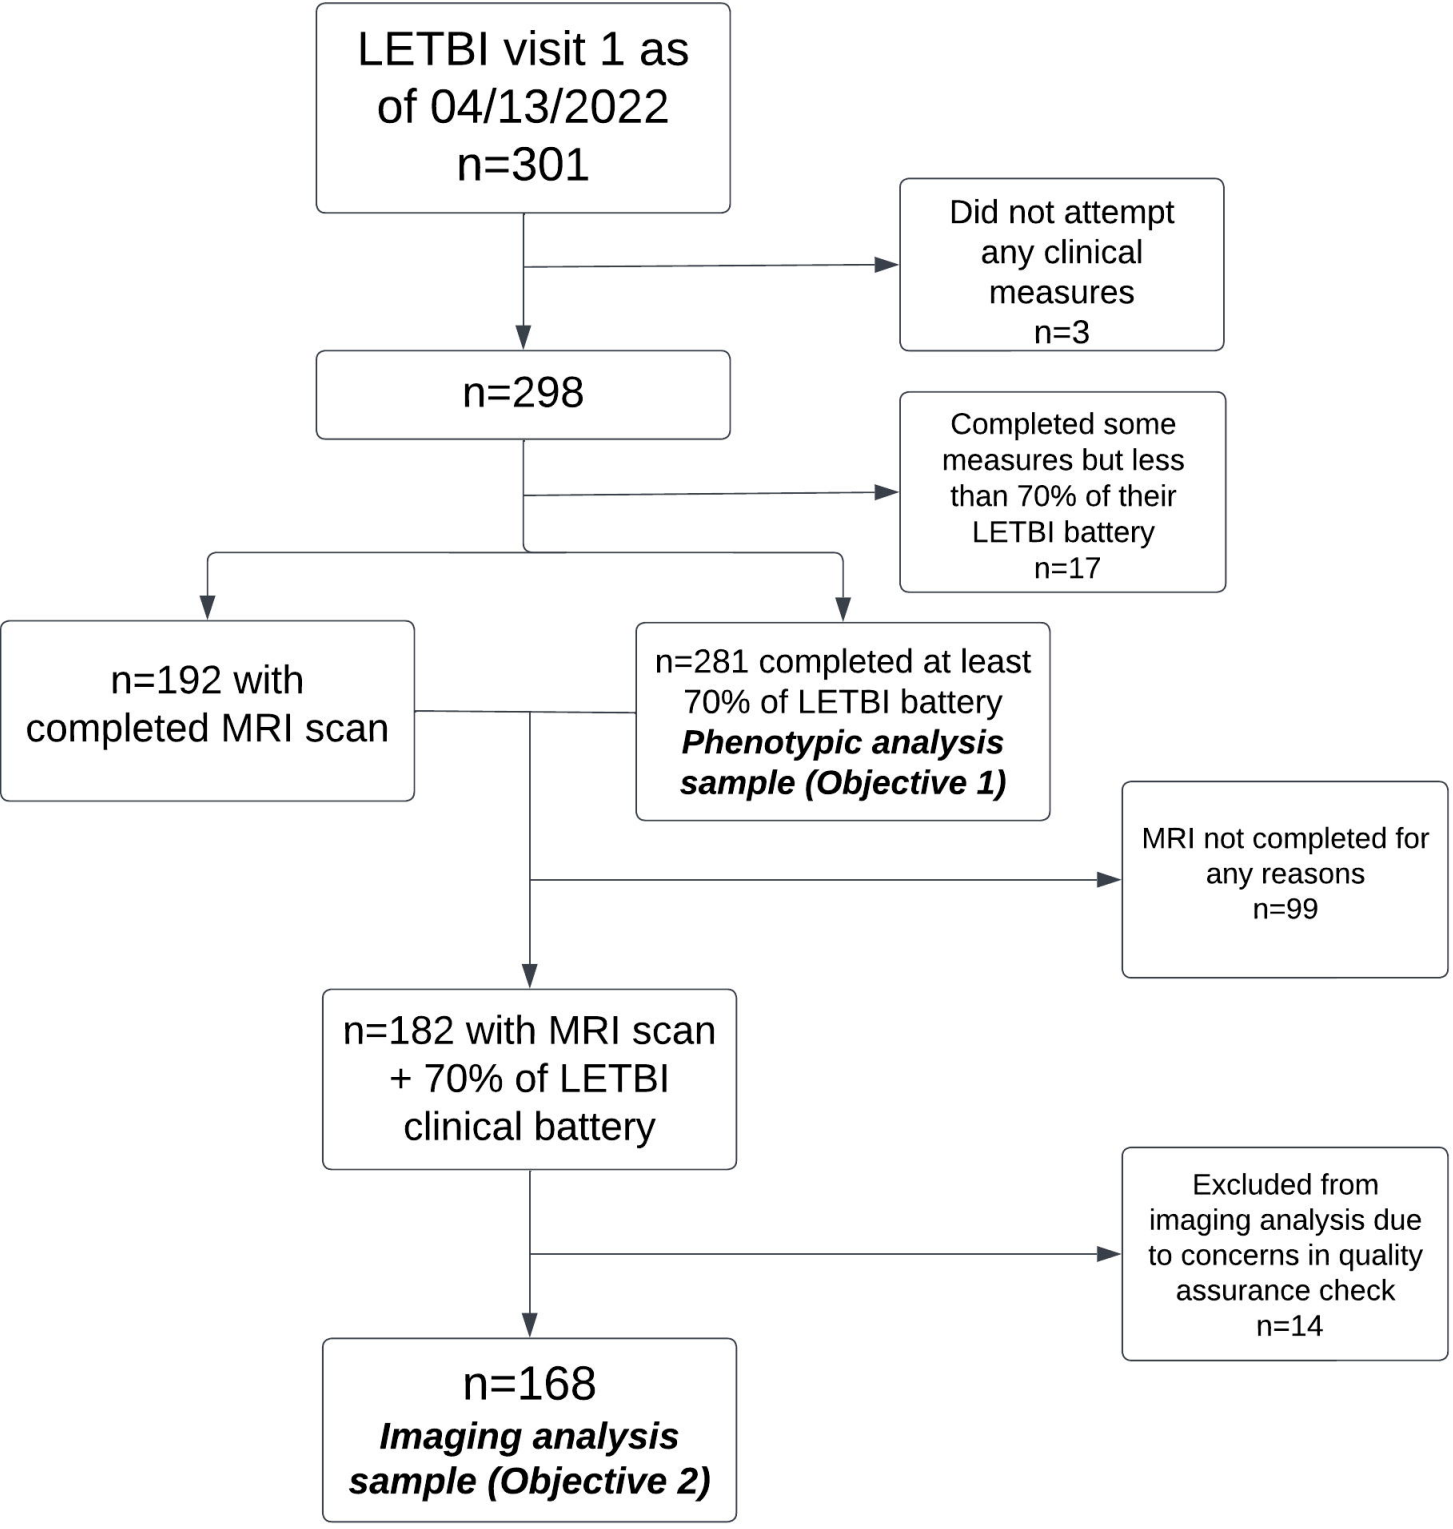 LETBI visit 1 as
of 04/13/2022
n=301
Did not attempt
any clinical
measures
n=3
n=298
Completed some
measures but less
than 70% of their
LETBI battery
n=17
n=192 with
completed MRI scan
n=281 completed at least
70% of LETBI battery
Phenotypic analysis
sample (Objective 1)
MRI not completed for
any reasons
n=99
n=182 with MRI scan
+ 70% of LETBI
clinical battery
Excluded from
imaging analysis due
to concerns in quality
assurance check
n=14
n=168
Imaging analysis
sample (Objective 2)